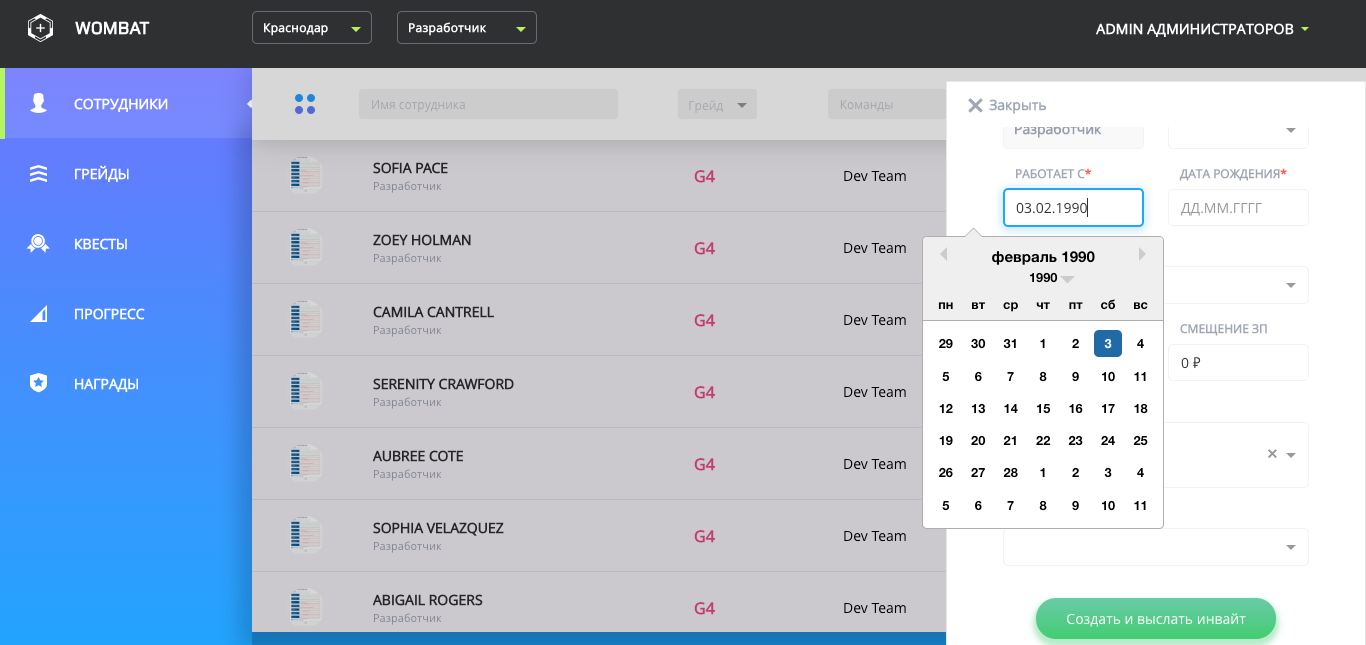 WOMBAT
Краснодар
Разработчик
ADMIN АДМИНИСТРАТОРОВ
СОТРУДНИКИ
ГРЕЙДЫ
КВЕСТЫ
ПРОГРЕСС
НАГРАДЫ
Имя сотрудника
Грейд
Команды
SOFIA PACE
Разработчик
G4
Dev Team
ZOEY HOLMAN
Разработчик
G4
Dev Team
CAMILA CANTRELL
Разработчик
G4
Dev Team
SERENITY CRAWFORD
Разработчик
G4
Dev Team
AUBREE COTE
Разработчик
G4
Dev Team
SOPHIA VELAZQUEZ
Разработчик
G4
Dev Team
ABIGAIL ROGERS
Разработчик
G4
Dev Team
Закрыть
Разработчик
РАБОТАЕТ С*
ДАТА РОЖДЕНИЯ*
03.02.1990
ДД.ММ.ГГГГ
февраль 1990
1990
пн вт ср чт пт сб вс
29 30 31 1 2 3 4
5 6 7 8 9 10 11
12 13 14 15 16 17 18
19 20 21 22 23 24 25
26 27 28 1 2 3 4
5 6 7 8 9 10 11
СМЕЩЕНИЕ ЗП
0 ₽
Создать и выслать инвайт